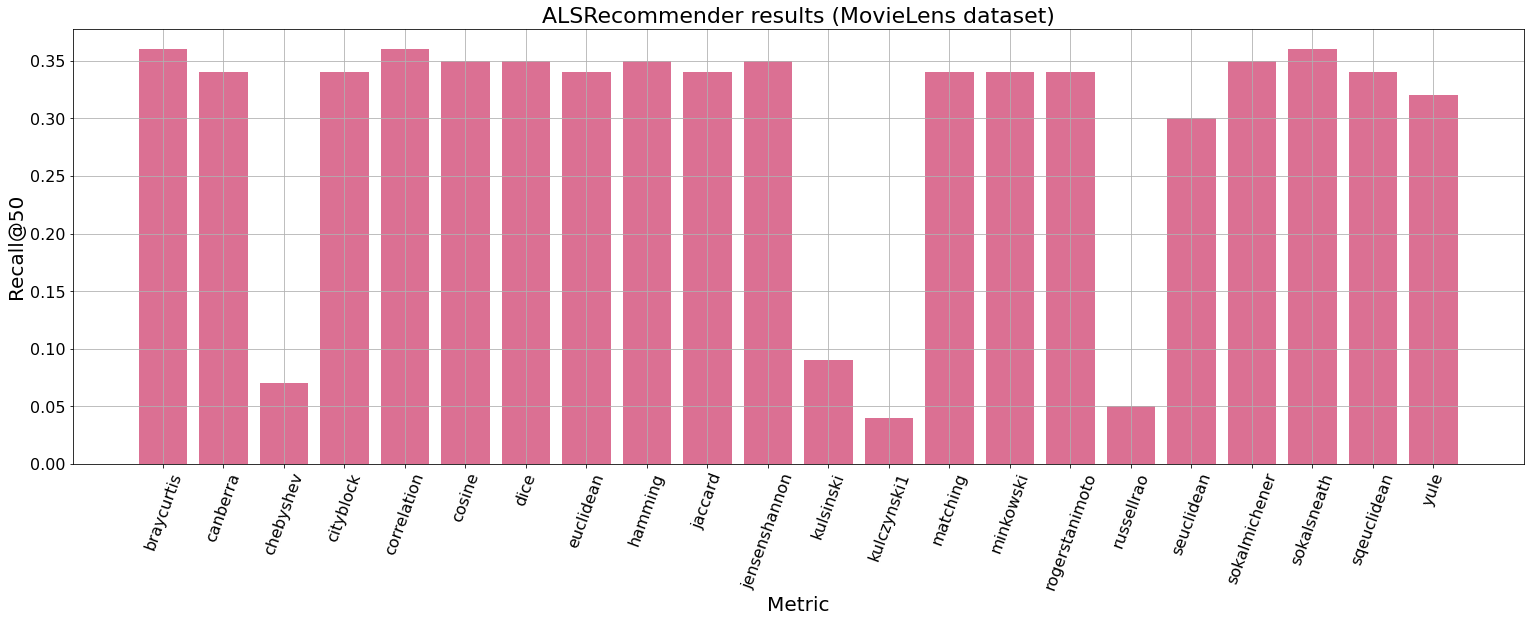 ALSRecommender results (MovieLens dataset)
Recall@50
0.35
0.30
0.25
0.20
0.15
0.10
0.05
0.00
braycurtis
canberra
chebyshev
cityblock
correlation
cosine
dice
euclidean
hamming
jaccard
jensenshannon
kulsinski
kulczynski1
matching
minkowski
rogerstanimoto
russellrao
seuclidean
sokalmichener
sokalsneath
sqeuclidean
yule
Metric